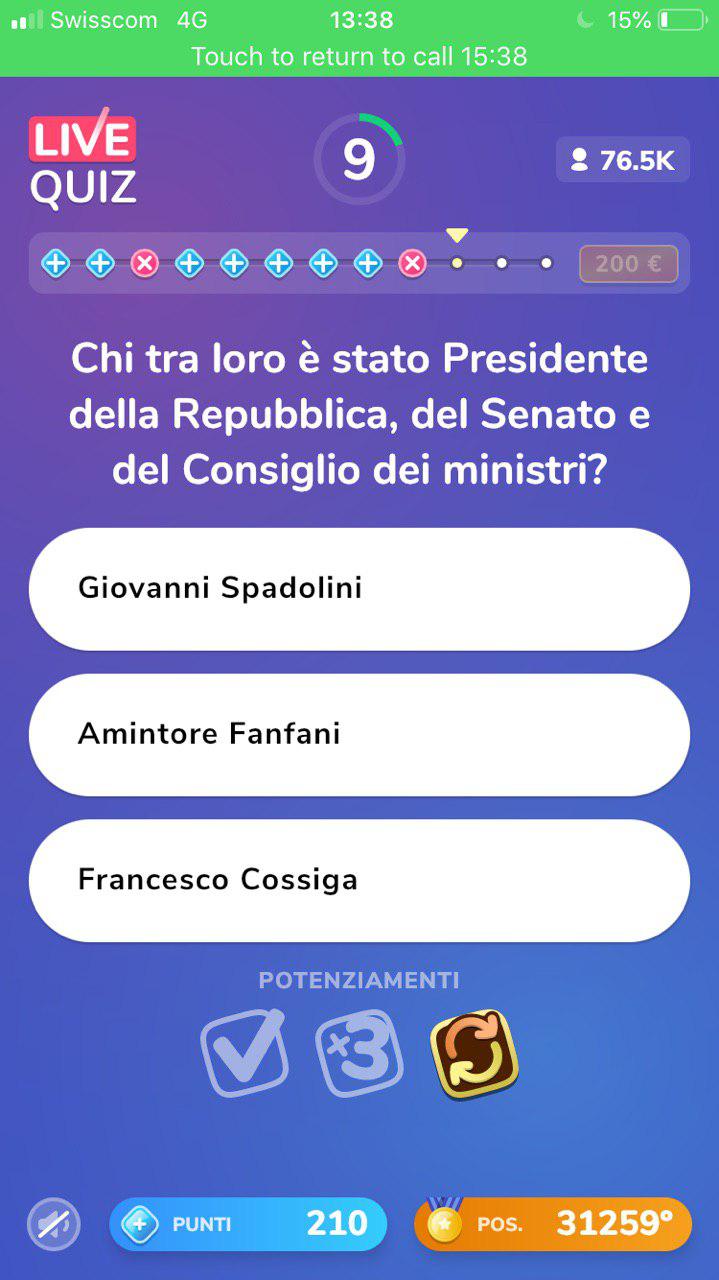 Swisscom 4G 13:38 15%
Touch to return to call 15:38
LIVE
QUIZ
9
76.5K
200 €
Chi tra loro è stato Presidente
della Repubblica, del Senato e
del Consiglio dei ministri?
Giovanni Spadolini
Amintore Fanfani
Francesco Cossiga
POTENZIAMENTI
×3
PUNTI 210
POS. 31259°